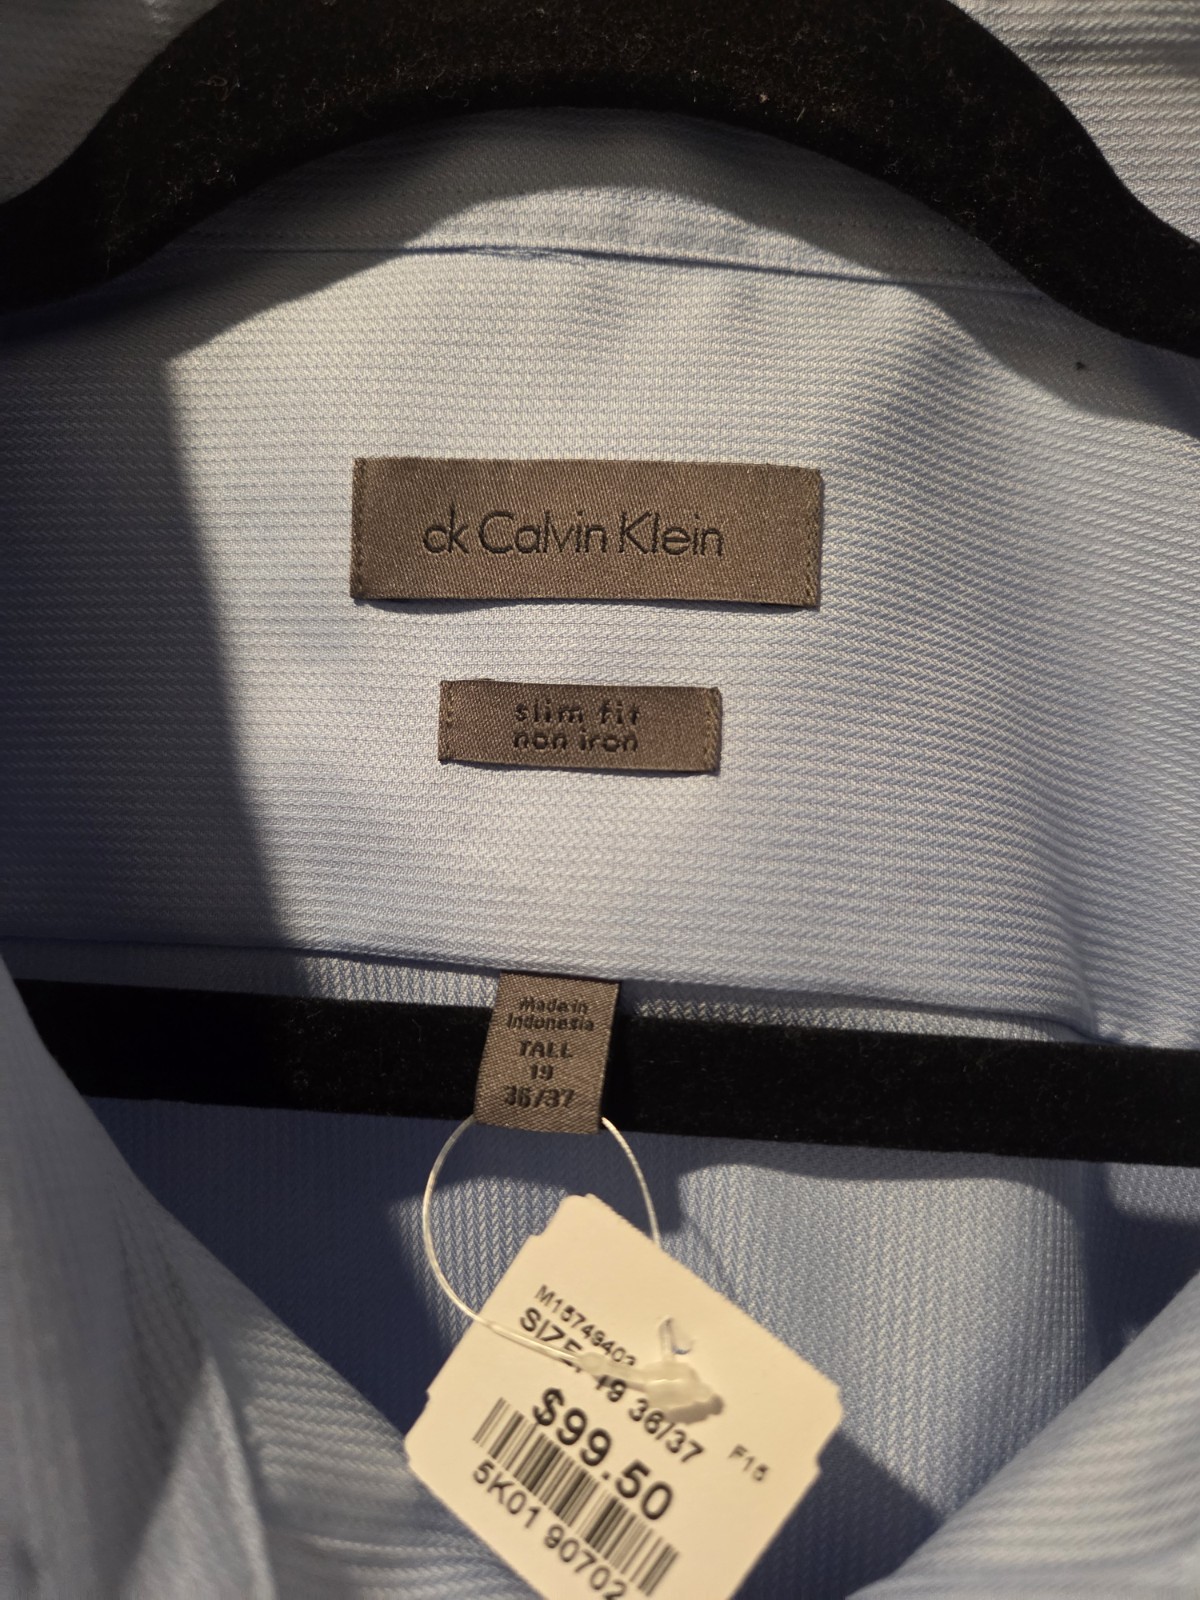 ck Calvin Klein
slim fit
non iron
Made in
Indonesia
TALL
19
36/37
M15749402
SIZE: 19 36/37
$99.50
F15
5K01 90702